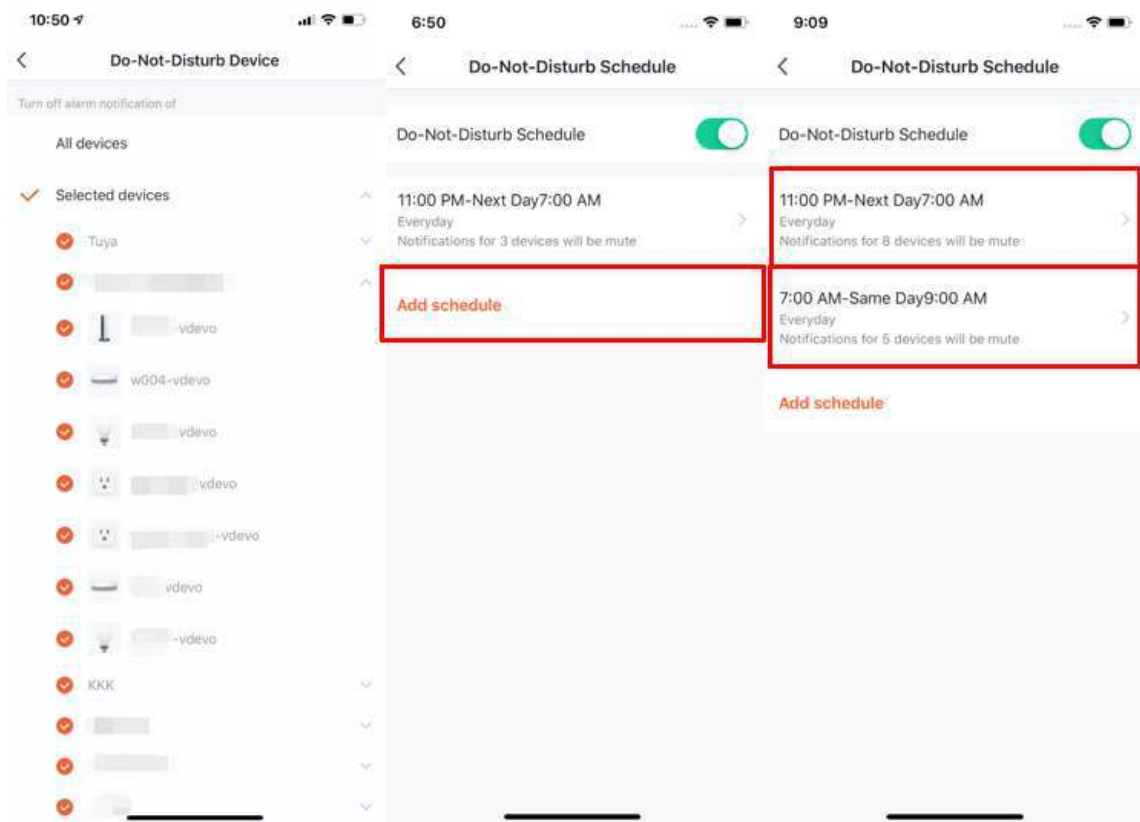 10:50
Do-Not-Disturb Device
Turn off alarm notification of
All devices
Selected devices
Tuya
-vdevo
w004-vdevo
vdevo
vdevo
-vdevo
vdevo
-vdevo
KKK
6:50
Do-Not-Disturb Schedule
Do-Not-Disturb Schedule
11:00 PM-Next Day7:00 AM
Everyday
Notifications for 3 devices will be mute
Add schedule
9:09
Do-Not-Disturb Schedule
Do-Not-Disturb Schedule
11:00 PM-Next Day7:00 AM
Everyday
Notifications for 8 devices will be mute
7:00 AM-Same Day9:00 AM
Everyday
Notifications for 5 devices will be mute
Add schedule